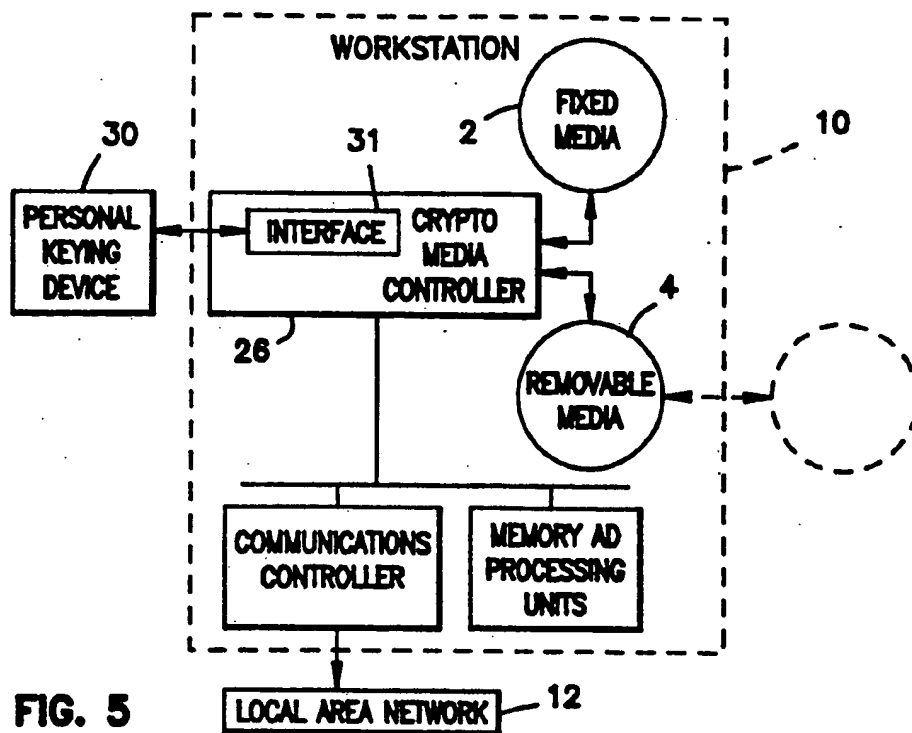 WORKSTATION
FIXED
MEDIA
2
10
30
31
PERSONAL
KEYING
DEVICE
INTERFACE
CRYPTO
MEDIA
CONTROLLER
26
4
REMOVABLE
MEDIA
COMMUNICATIONS
CONTROLLER
MEMORY AD
PROCESSING
UNITS
FIG. 5
LOCAL AREA NETWORK
12